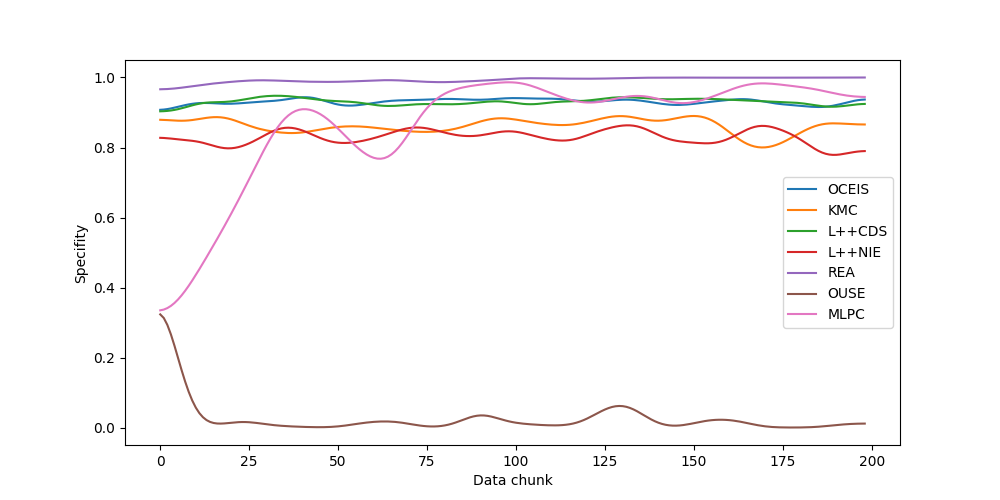 1.0
0.8
0.6
0.4
0.2
0.0
Specifity
0 25 50 75 100 125 150 175 200
Data chunk
OCEIS
KMC
L++CDS
L++NIE
REA
OUSE
MLPC